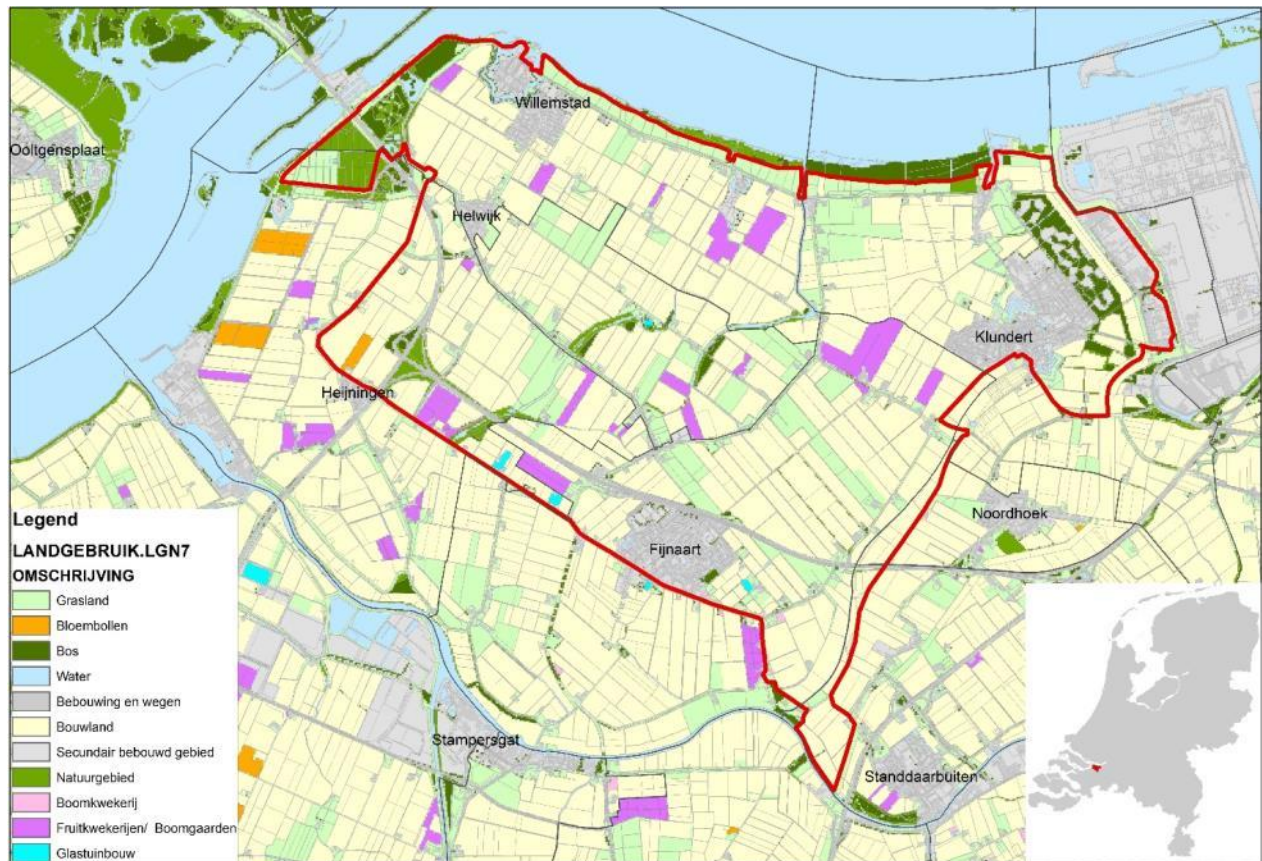 Willemstad
Ooltgensplaat
Helwijk
Klundert
Heijningen
Noordhoek
Fijnaart
Stampersgat
Standdaarbuiten
Legend
LANDGEBRUIK.LGN7
OMSCHRIJVING
Grasland
Bloembollen
Bos
Water
Bebouwing en wegen
Bouwland
Secundair bebouwd gebied
Natuurgebied
Boomkwekerij
Fruitkwekerijen/ Boomgaarden
Glastuinbouw